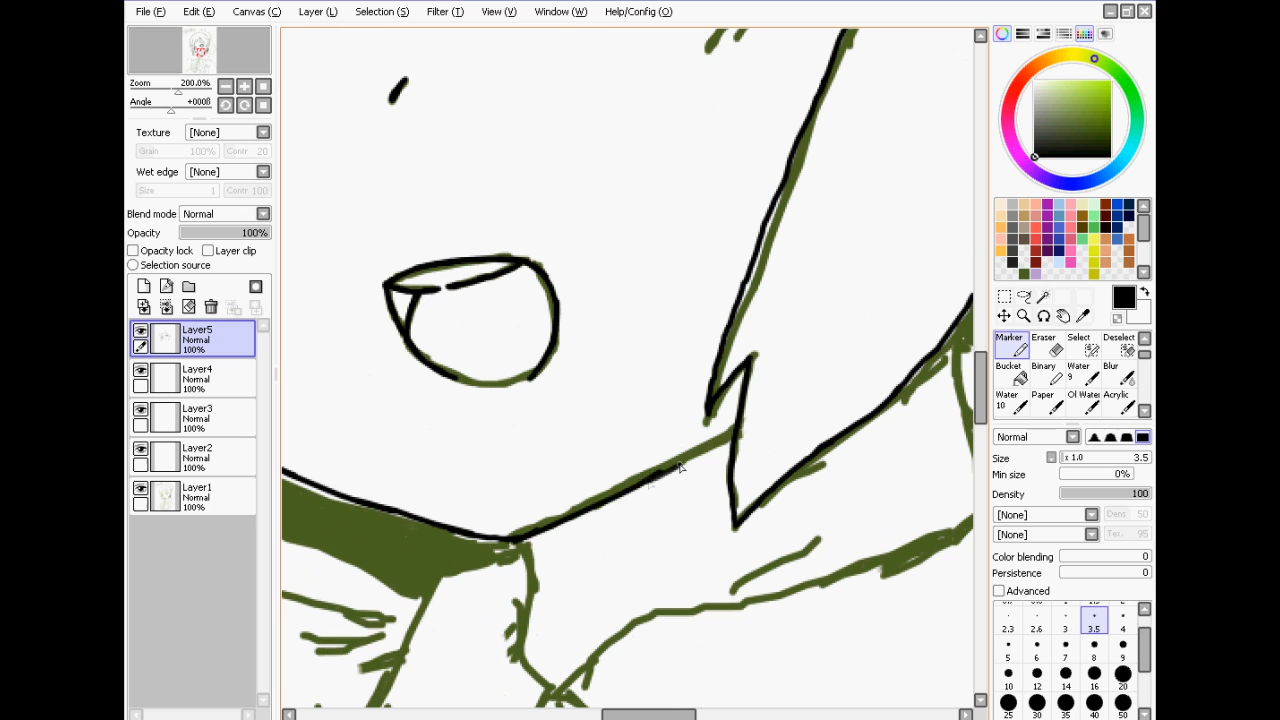 File (F) Edit (E) Canvas (C) Layer (L) Selection (S) Filter (T) View (V) Window (W) Help/Config (O)
Zoom 200.0%
Angle
Texture [None]
Grain 100% Contr 20
Wet edge [None]
Size 1 Contr 100
Blend mode Normal
Opacity 100%
Opacity lock Layer clip
Selection source
Layer5
Normal
100%
Layer4
Normal
100%
Layer3
Normal
100%
Layer2
Normal
100%
Layer1
Normal
100%
Marker Eraser Select Deselect
Bucket Binary Water 9 Blur
Water 10 Paper Oil Water Acrylic
Normal
Size x 1.0 3.5
Min size 0%
Density 100
[None] Dens 50
[None] Tex. 95
Color blending 0
Persistence 0
Advanced
2.3 2.6 3 3.5 4
5 6 7 8 9
10 12 14 16 20
25 30 35 40 50